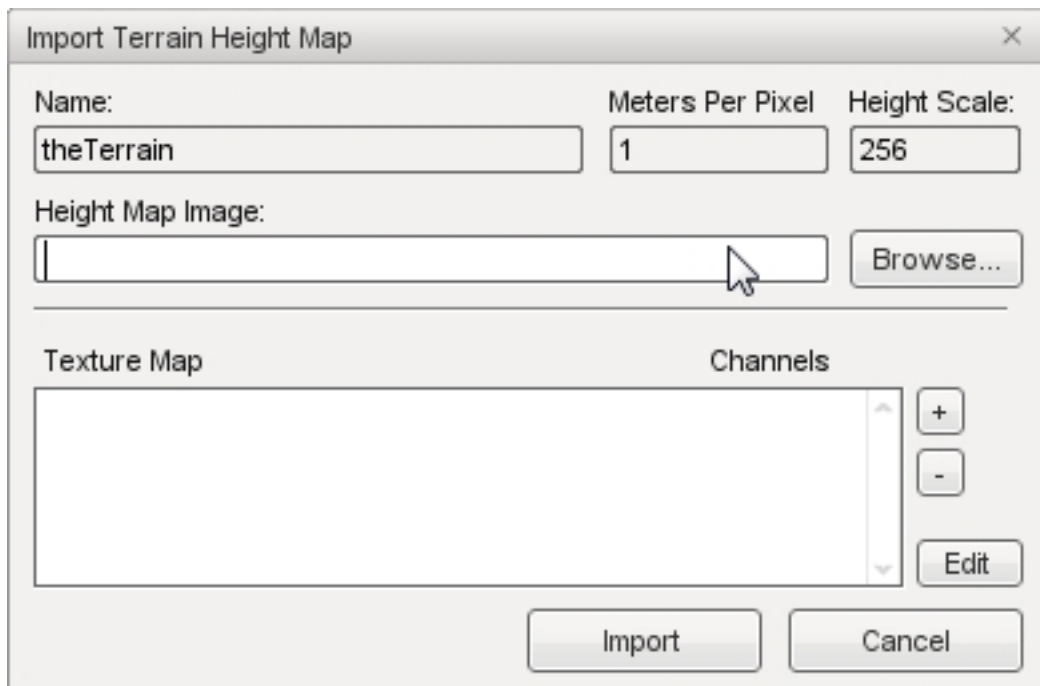 Import Terrain Height Map
Name: Meters Per Pixel Height Scale:
theTerrain 1 256
Height Map Image:
Browse...
Texture Map Channels
+
-
Edit
Import Cancel